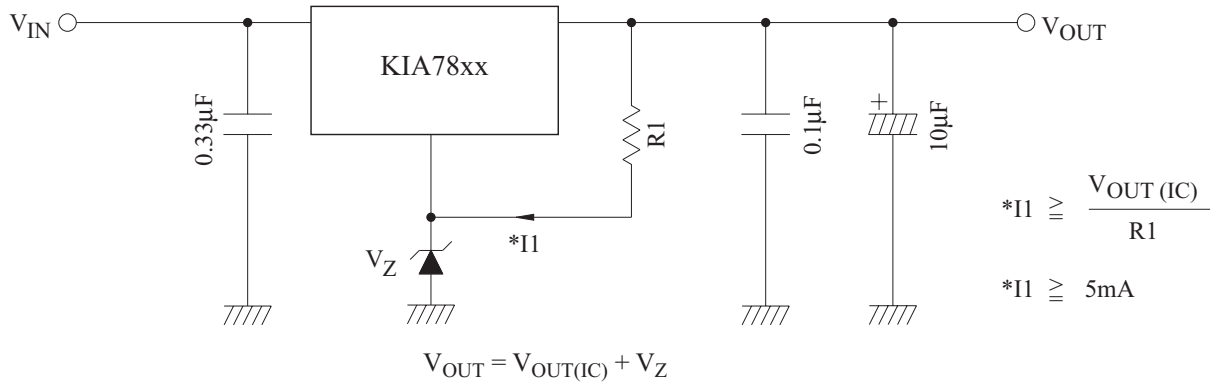 VIN
VOUT
KIA78xx
0.33μF
R1
0.1μF
+
10μF
*I1
VZ
*I1 ≧ VOUT (IC)
R1
*I1 ≧ 5mA
VOUT = VOUT(IC) + VZ